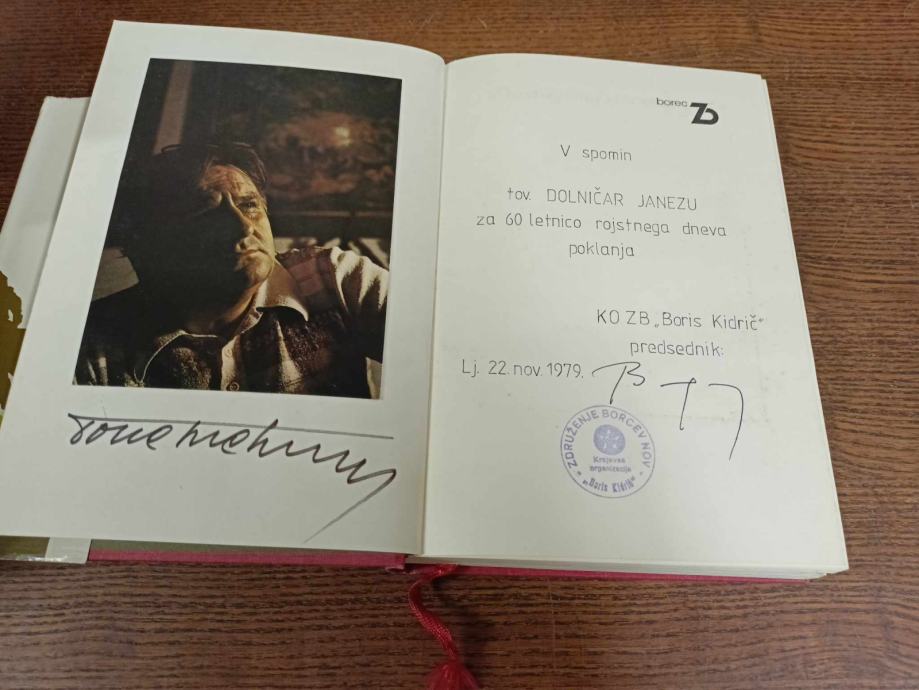 borec
V spomin
tov. DOLNIČAR JANEZU
za 60 letnico rojstnega dneva
poklanja
KO ZB „Boris Kidrič“
predsednik:
Lj. 22. nov. 1979.
ZDRUŽENJE BORCEV NOV
Krajevna
organizacija
"Boris Kidrič"